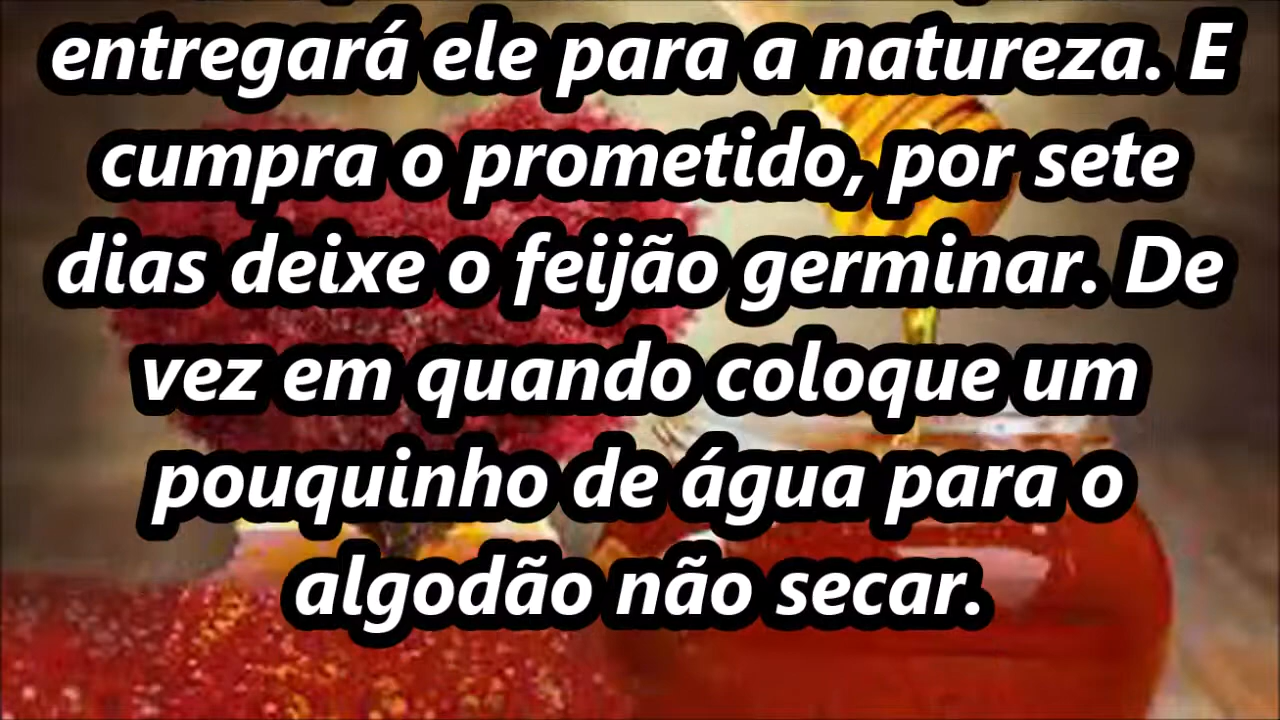 entregará ele para a natureza. E
cumpra o prometido, por sete
dias deixe o feijão germinar. De
vez em quando coloque um
pouquinho de água para o
algodão não secar.